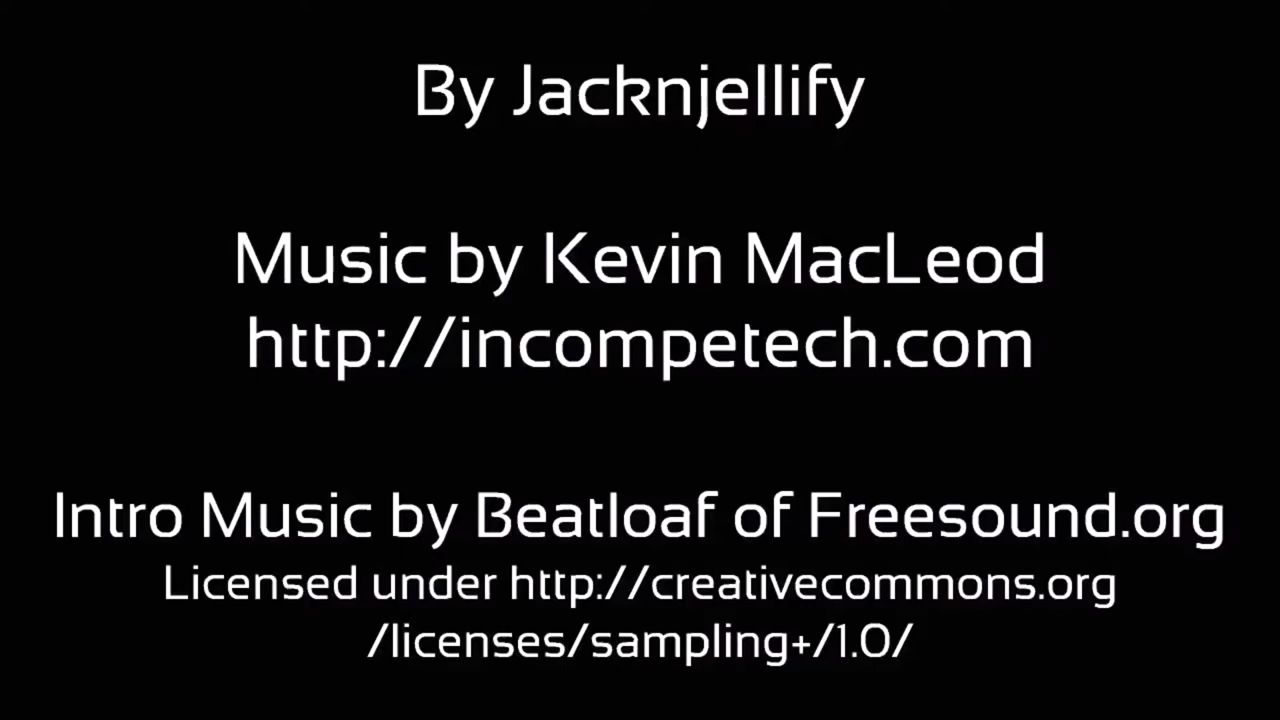 By Jacknjellify
Music by Kevin MacLeod
http://incompetech.com
Intro Music by Beatloaf of Freesound.org
Licensed under http://creativecommons.org
/licenses/sampling+/1.0/